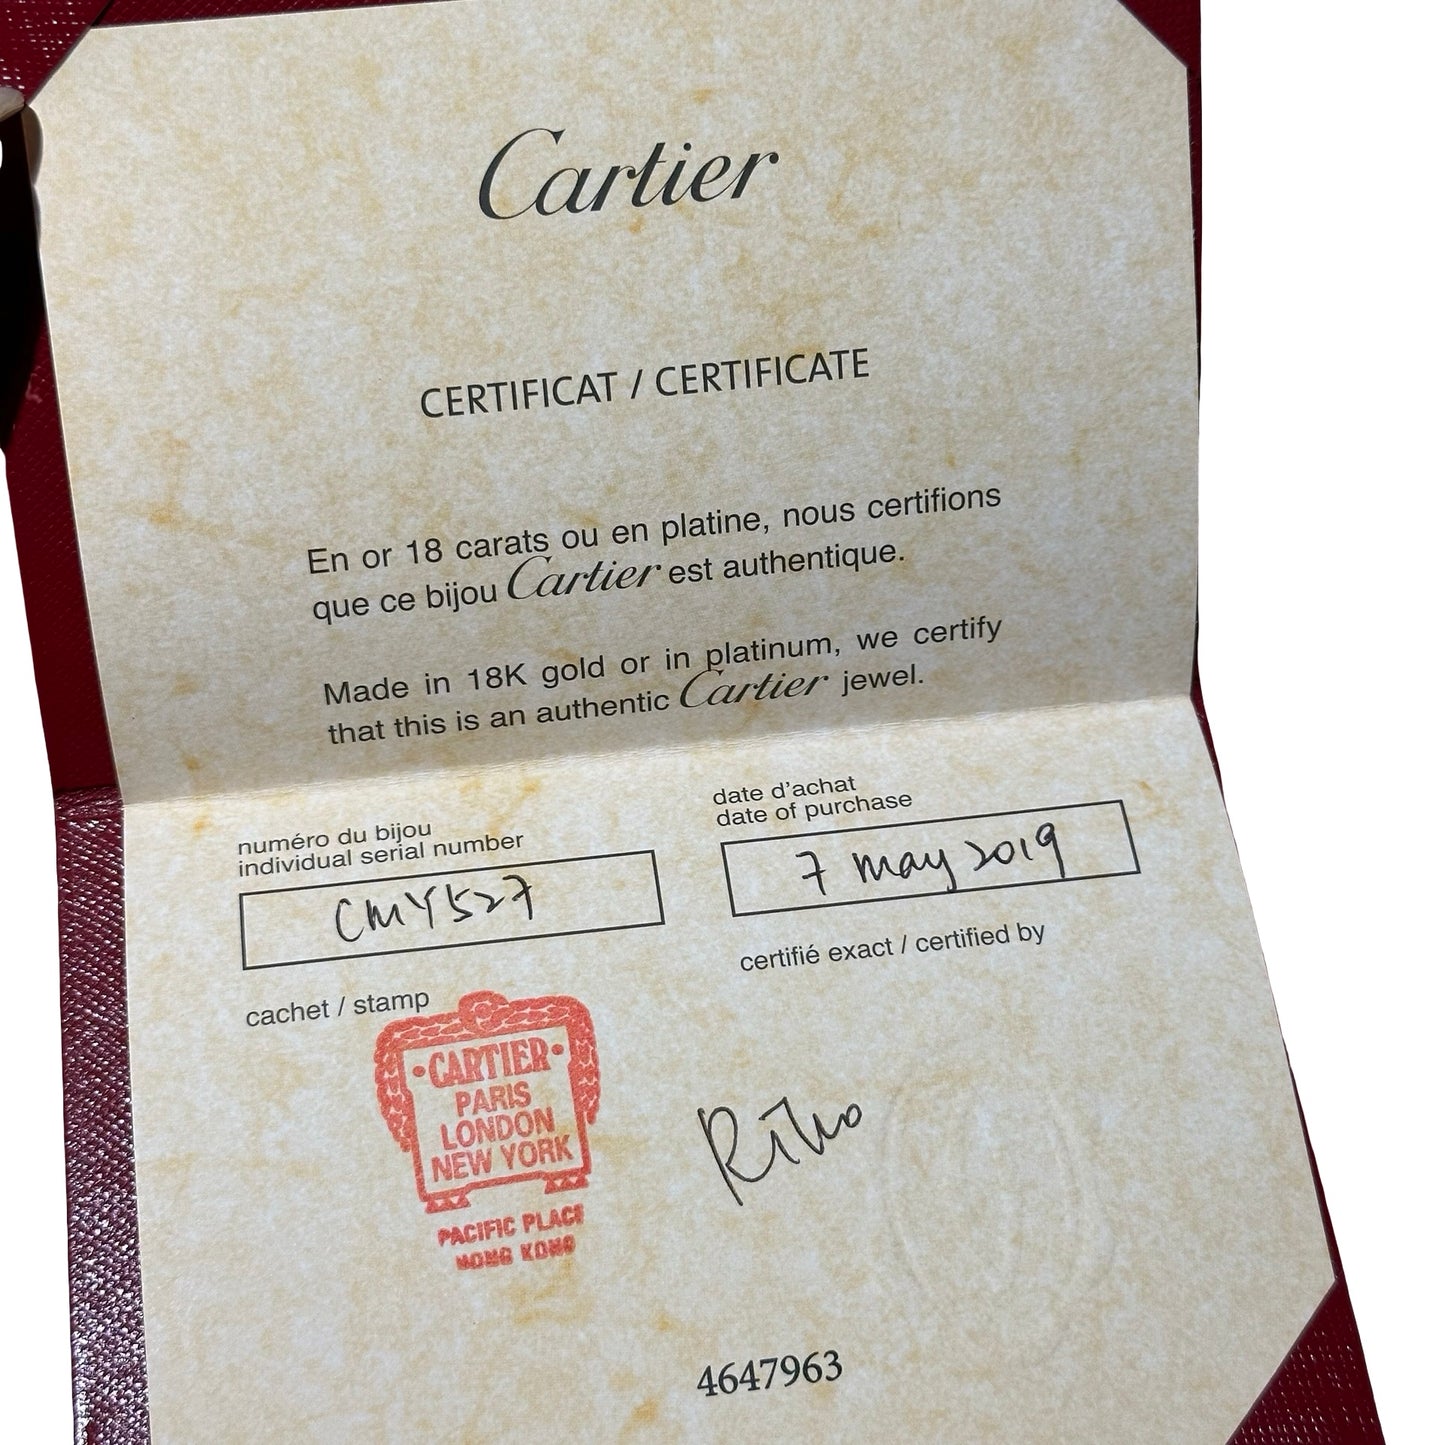 Cartier
CERTIFICAT / CERTIFICATE
En or 18 carats ou en platine, nous certifions
que ce bijou Cartier est authentique.
Made in 18K gold or in platinum, we certify
that this is an authentic Cartier jewel.
numéro du bijou
individual serial number
CMY527
date d'achat
date of purchase
7 may 2019
cachet / stamp
certifié exact / certified by
•CARTIER•
PARIS
LONDON
NEW YORK
PACIFIC PLACE
HONG KONG
4647963